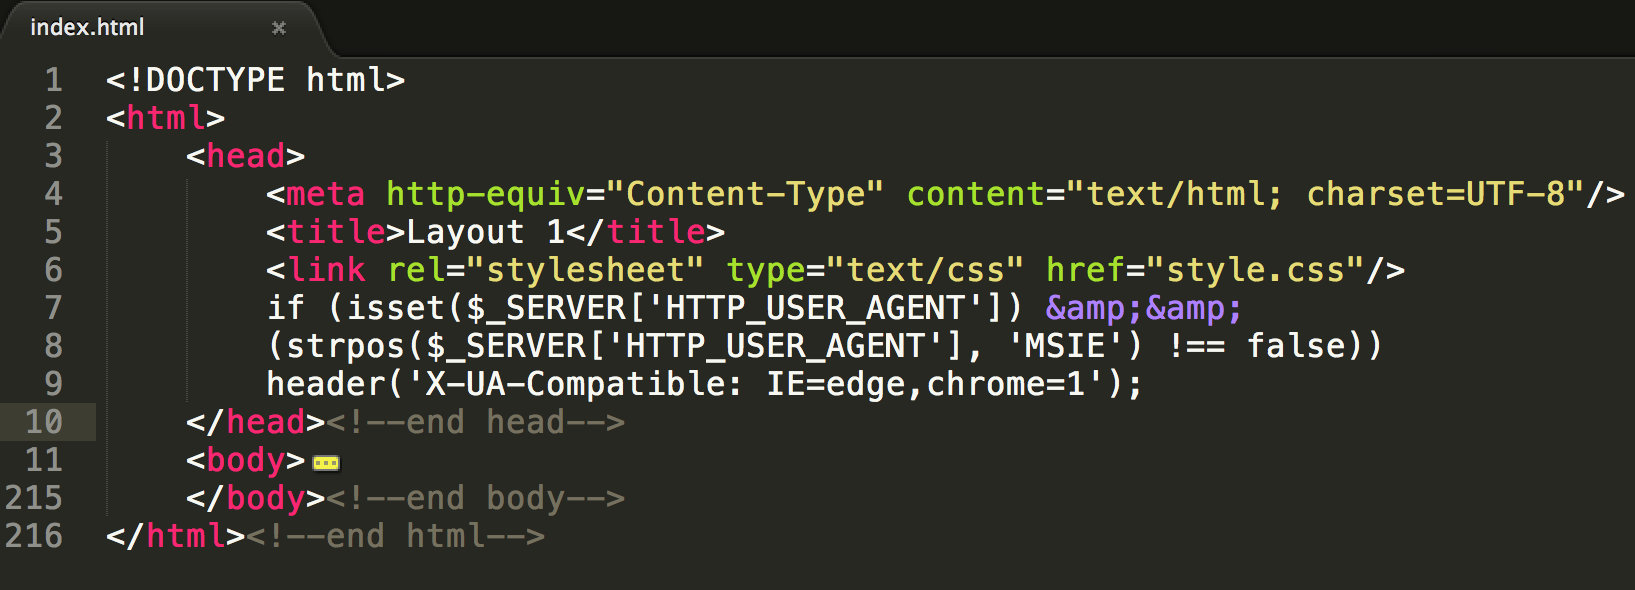 index.html ×
1 <!DOCTYPE html>
2 <html>
3 <head>
4 <meta http-equiv="Content-Type" content="text/html; charset=UTF-8"/>
5 <title>Layout 1</title>
6 <link rel="stylesheet" type="text/css" href="style.css"/>
7 if (isset($_SERVER['HTTP_USER_AGENT']) &amp;&amp;
8 (strpos($_SERVER['HTTP_USER_AGENT'], 'MSIE') !== false))
9 header('X-UA-Compatible: IE=edge,chrome=1');
10 </head><!--end head-->
11 <body>
215 </body><!--end body-->
216 </html><!--end html-->